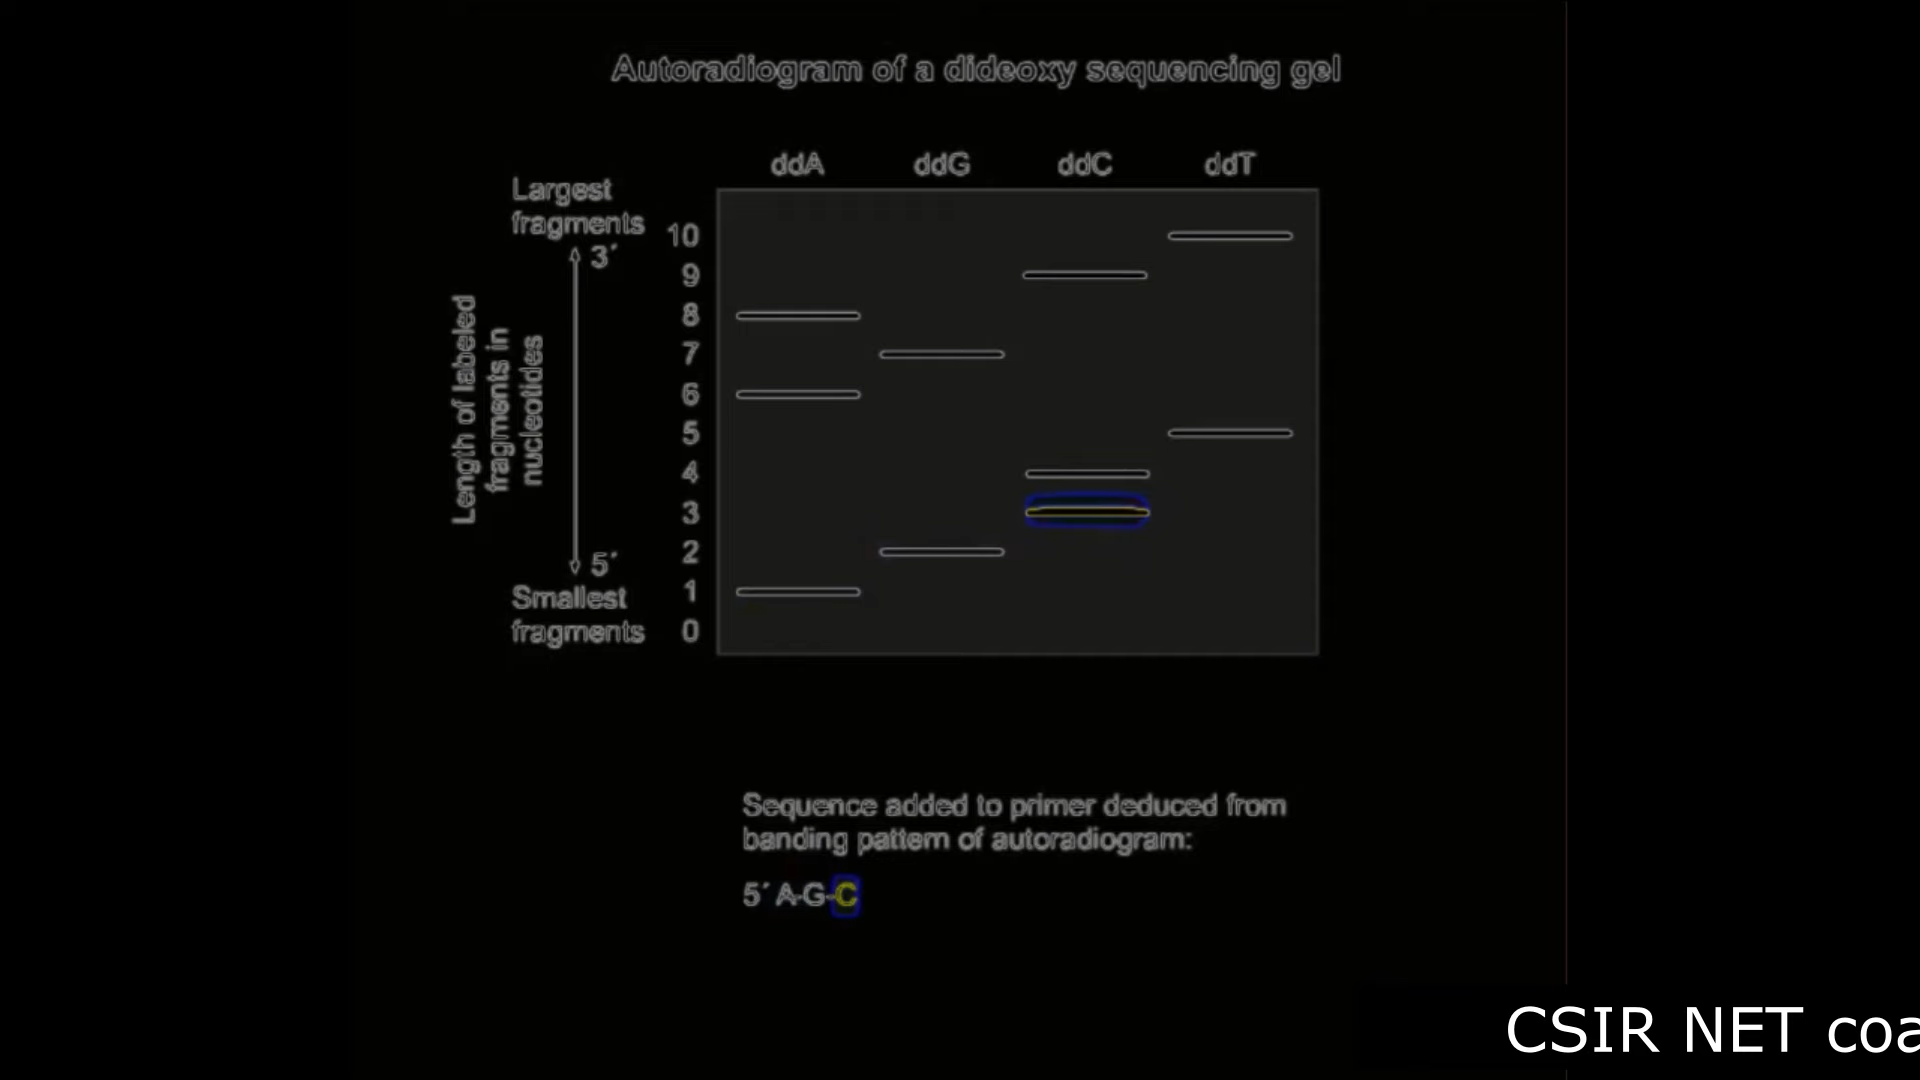 Autoradiogram of a dideoxy sequencing gel
ddA ddG ddC ddT
Largest
fragments
3´
Length of labeled
fragments in
nucleotides
5´
Smallest
fragments
10
9
8
7
6
5
4
3
2
1
0
Sequence added to primer deduced from
banding pattern of autoradiogram:
5´ A-G-C
CSIR NET coa